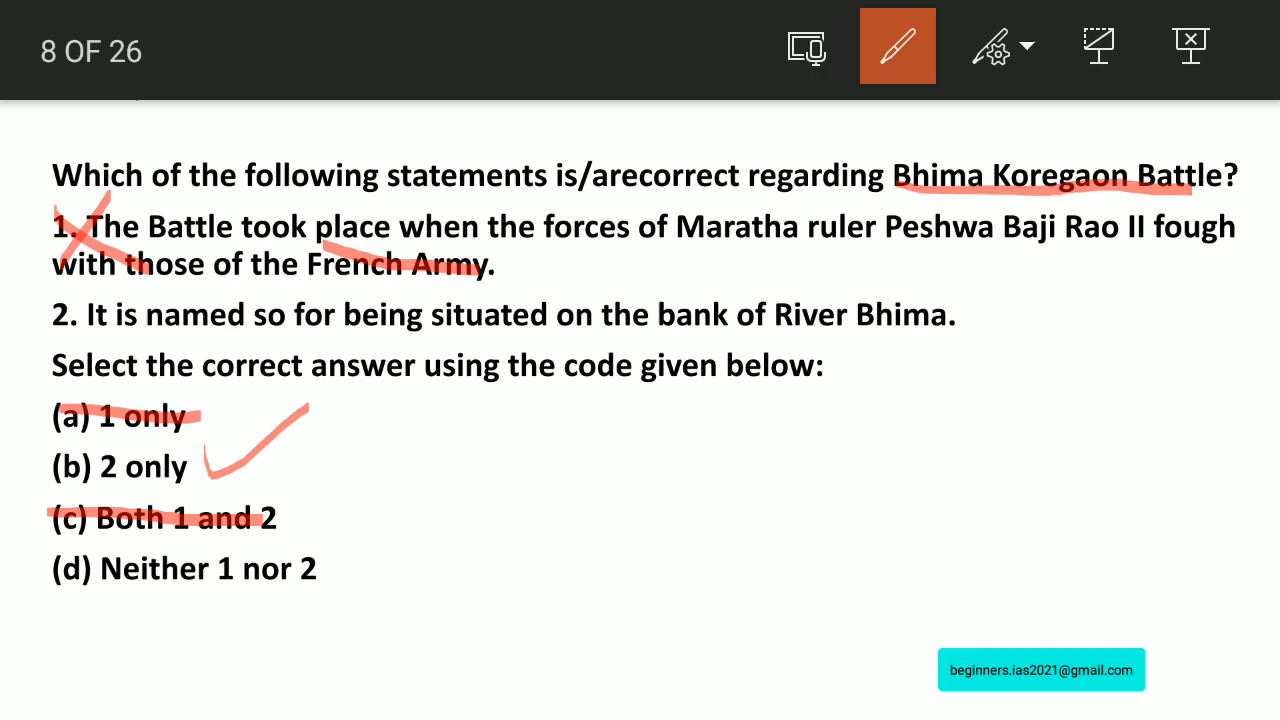 8 OF 26
Which of the following statements is/arecorrect regarding Bhima Koregaon Battle?
1. The Battle took place when the forces of Maratha ruler Peshwa Baji Rao II fough
with those of the French Army.
2. It is named so for being situated on the bank of River Bhima.
Select the correct answer using the code given below:
(a) 1 only
(b) 2 only
(c) Both 1 and 2
(d) Neither 1 nor 2
beginners.ias2021@gmail.com